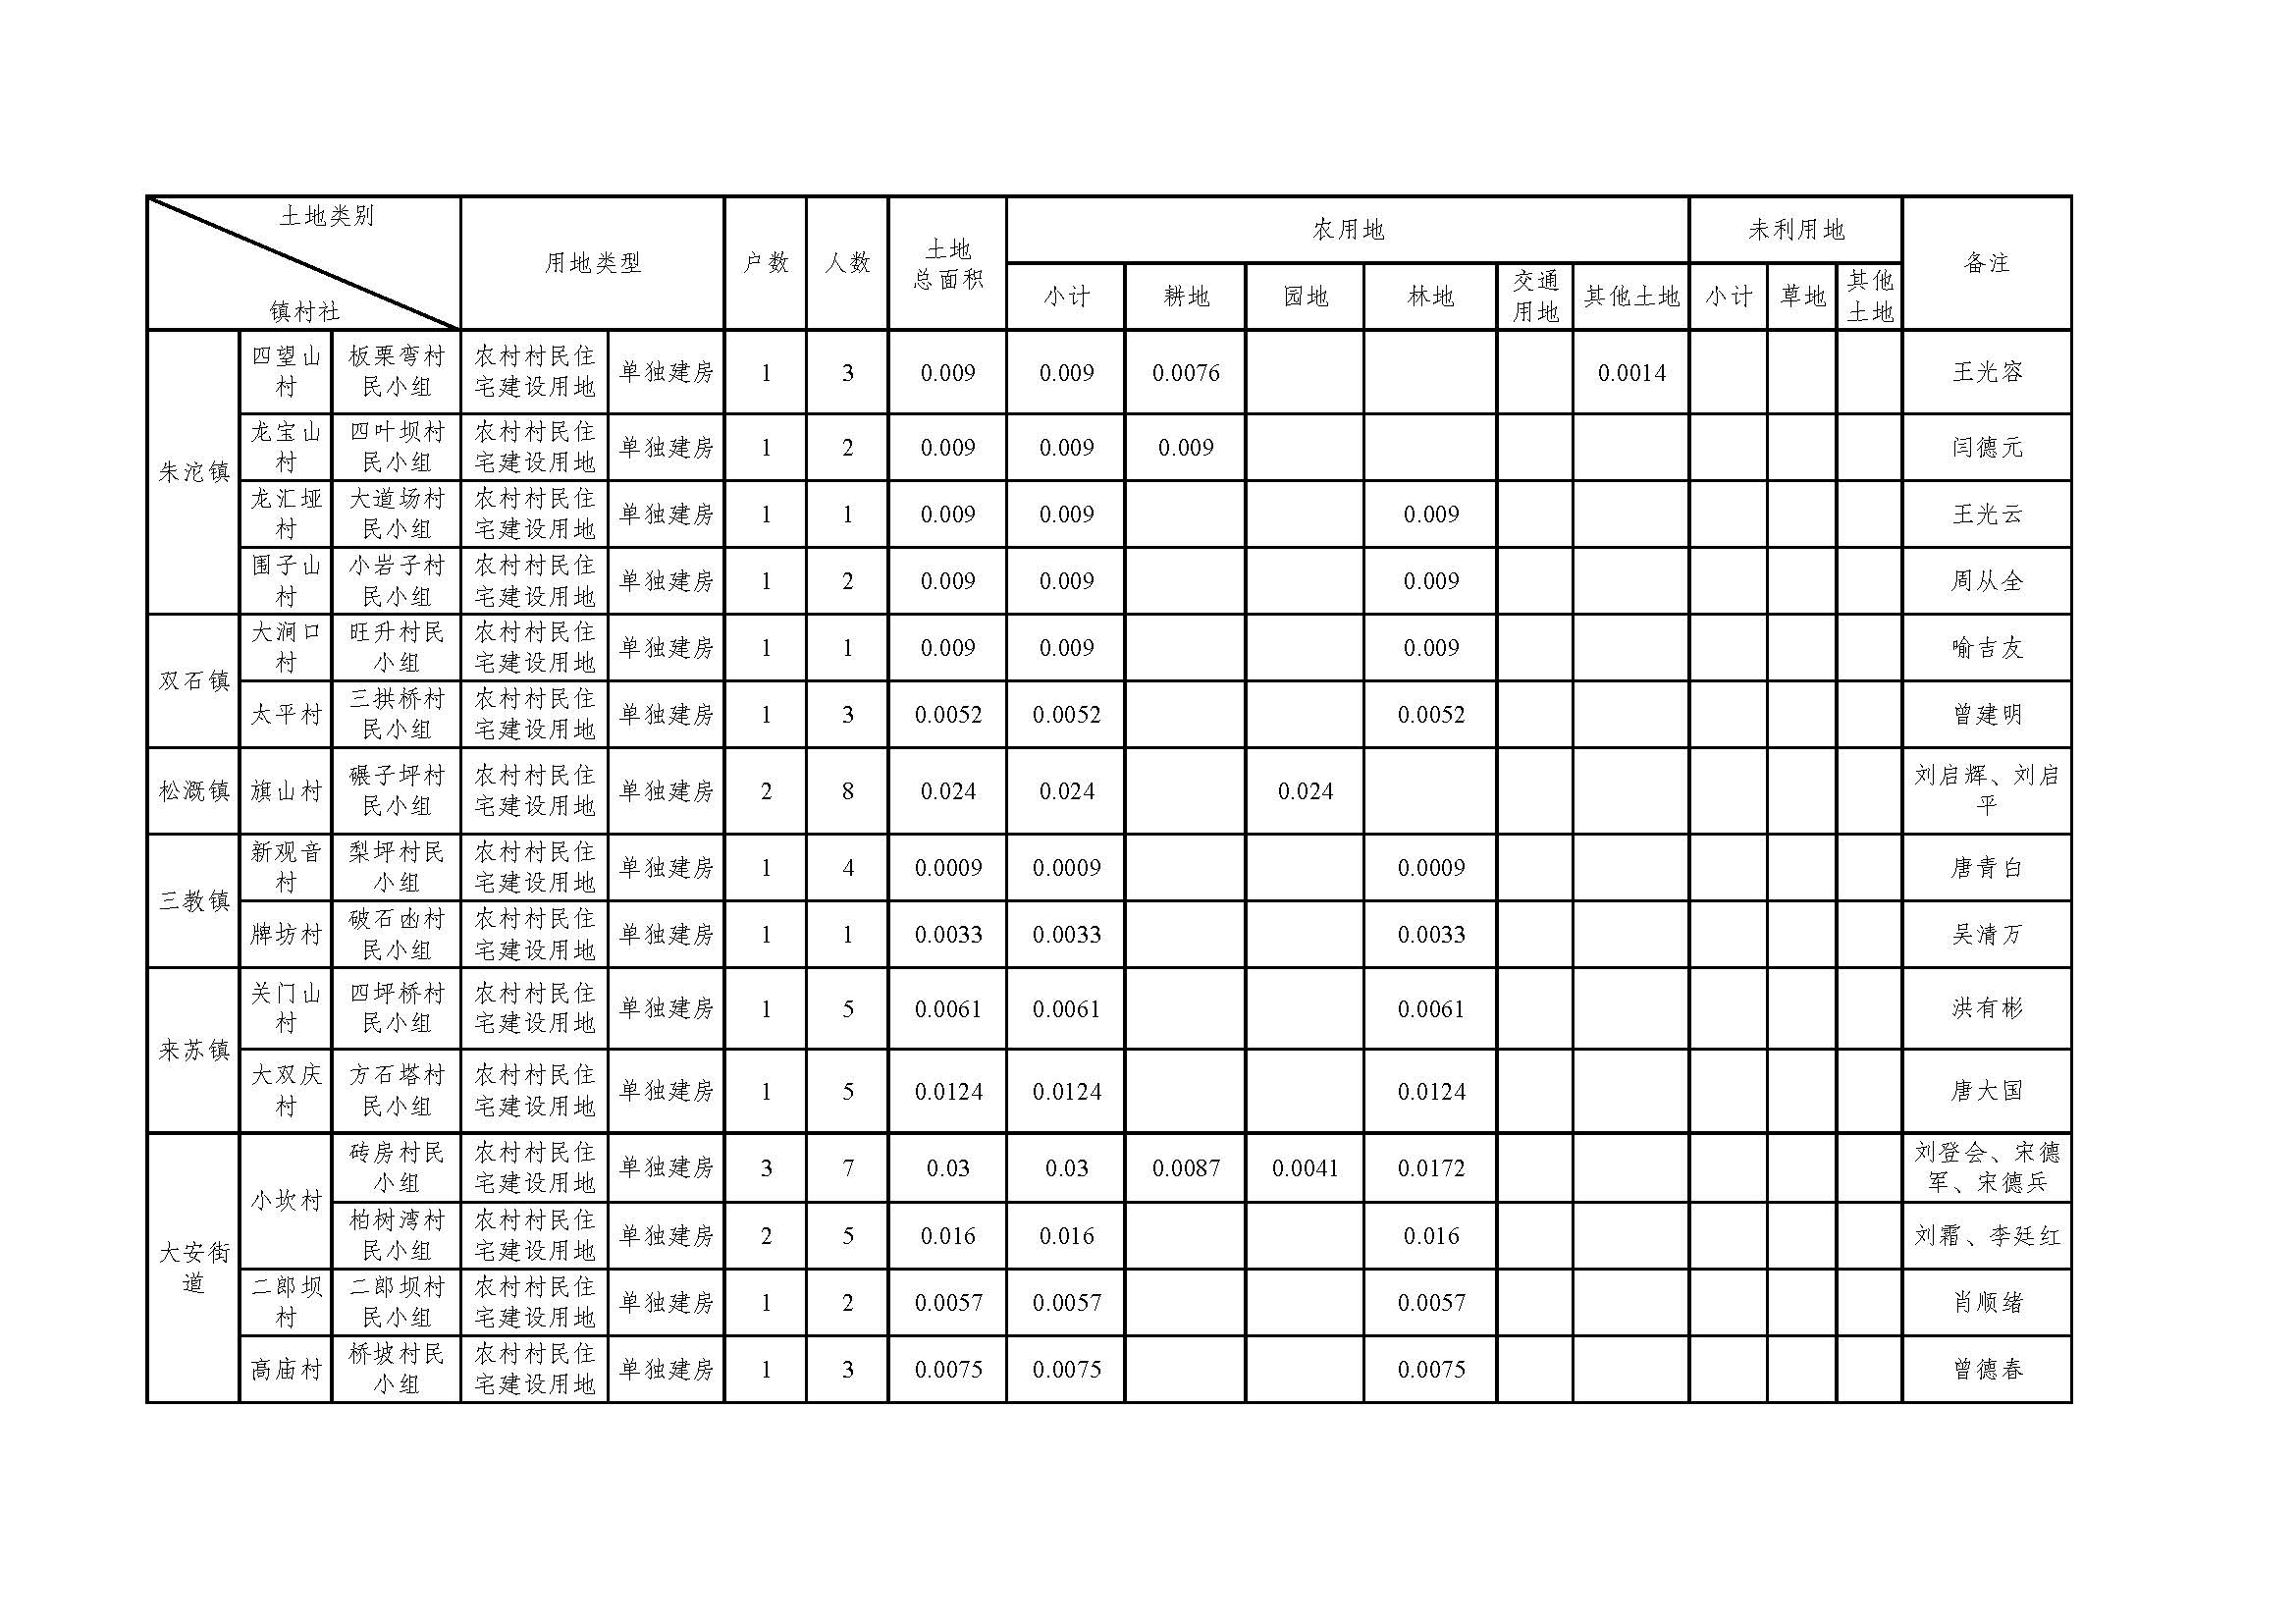 土地类别
镇村社
用地类型
户数
人数
土地
总面积
农用地
未利用地
备注
小计
耕地
园地
林地
交通
用地
其他土地
小计
草地
其他
土地
朱沱镇
四望山
村
板栗弯村
民小组
农村村民住
宅建设用地
单独建房
1
3
0.009
0.009
0.0076
0.0014
王光容
龙宝山
村
四叶坝村
民小组
农村村民住
宅建设用地
单独建房
1
2
0.009
0.009
0.009
闫德元
龙汇垭
村
大道场村
民小组
农村村民住
宅建设用地
单独建房
1
1
0.009
0.009
0.009
王光云
围子山
村
小岩子村
民小组
农村村民住
宅建设用地
单独建房
1
2
0.009
0.009
0.009
周从全
双石镇
大涧口
村
旺升村民
小组
农村村民住
宅建设用地
单独建房
1
1
0.009
0.009
0.009
喻吉友
太平村
三拱桥村
民小组
农村村民住
宅建设用地
单独建房
1
3
0.0052
0.0052
0.0052
曾建明
松溉镇
旗山村
碾子坪村
民小组
农村村民住
宅建设用地
单独建房
2
8
0.024
0.024
0.024
刘启辉、刘启
平
三教镇
新观音
村
梨坪村民
小组
农村村民住
宅建设用地
单独建房
1
4
0.0009
0.0009
0.0009
唐青白
牌坊村
破石凼村
民小组
农村村民住
宅建设用地
单独建房
1
1
0.0033
0.0033
0.0033
吴清万
来苏镇
关门山
村
四坪桥村
民小组
农村村民住
宅建设用地
单独建房
1
5
0.0061
0.0061
0.0061
洪有彬
大双庆
村
方石塔村
民小组
农村村民住
宅建设用地
单独建房
1
5
0.0124
0.0124
0.0124
唐大国
大安街
道
小坎村
砖房村民
小组
农村村民住
宅建设用地
单独建房
3
7
0.03
0.03
0.0087
0.0041
0.0172
刘登会、宋德
军、宋德兵
柏树湾村
民小组
农村村民住
宅建设用地
单独建房
2
5
0.016
0.016
0.016
刘霜、李廷红
二郎坝
村
二郎坝村
民小组
农村村民住
宅建设用地
单独建房
1
2
0.0057
0.0057
0.0057
肖顺绪
高庙村
桥坡村民
小组
农村村民住
宅建设用地
单独建房
1
3
0.0075
0.0075
0.0075
曾德春